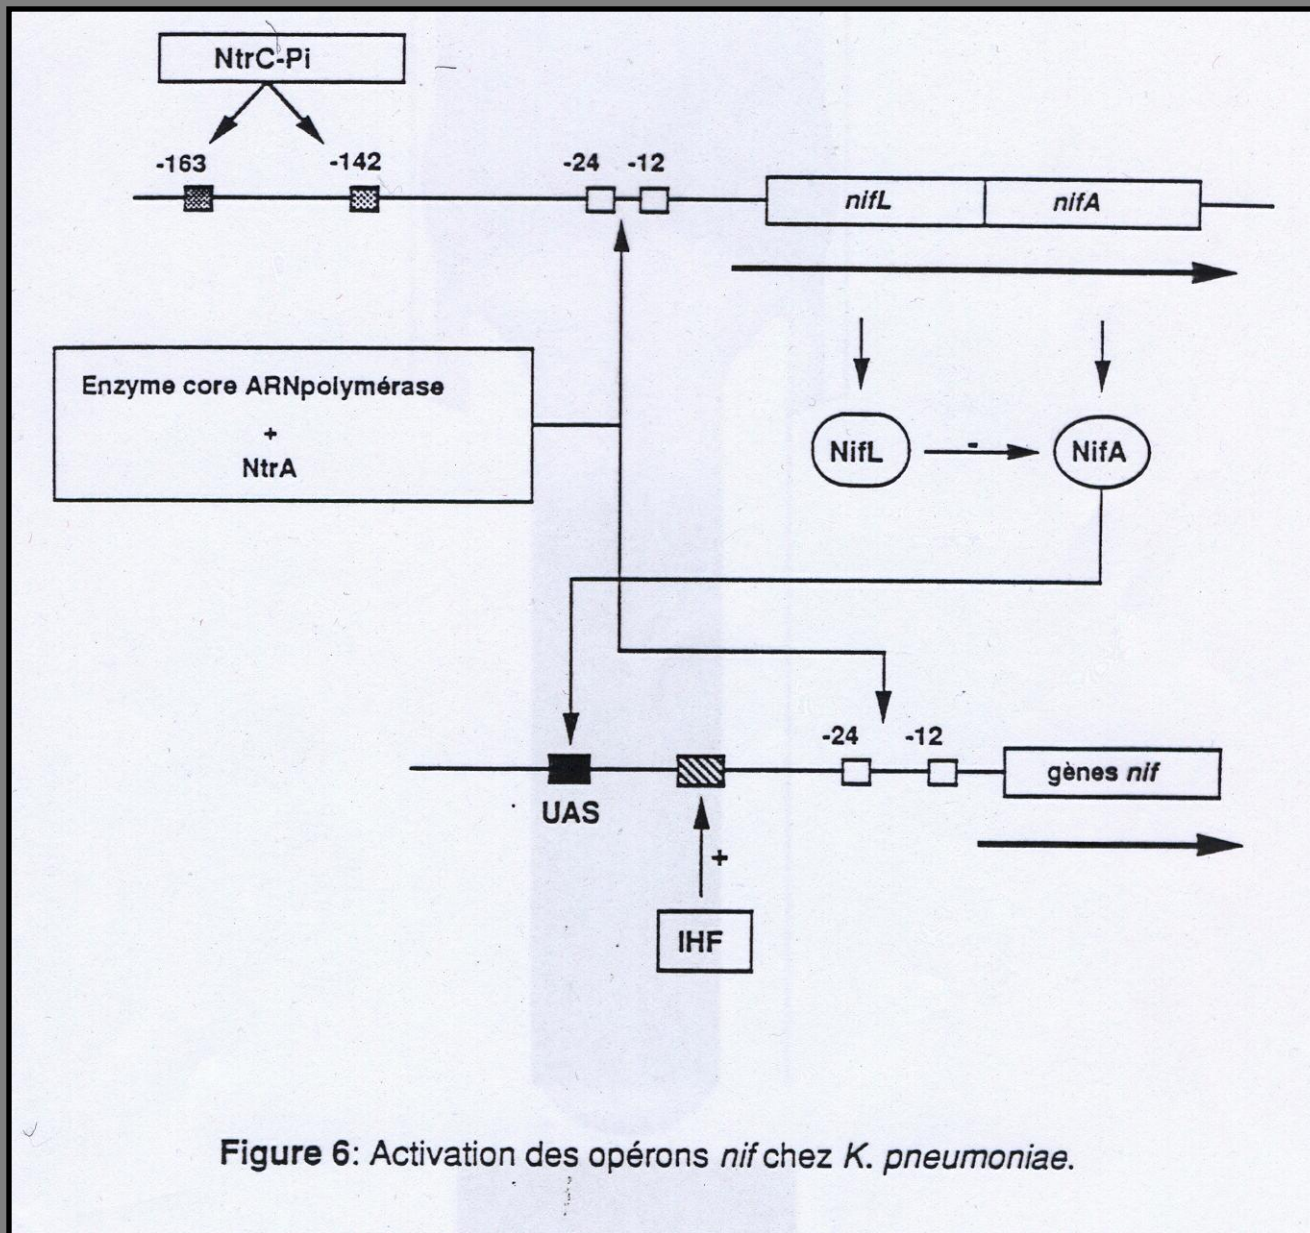 NtrC-Pi
-163
-142
-24
-12
nifL
nifA
Enzyme core ARNpolymérase
+
NtrA
NifL
-
NifA
-24
-12
gènes nif
UAS
+
IHF
Figure 6: Activation des opérons nif chez K. pneumoniae.